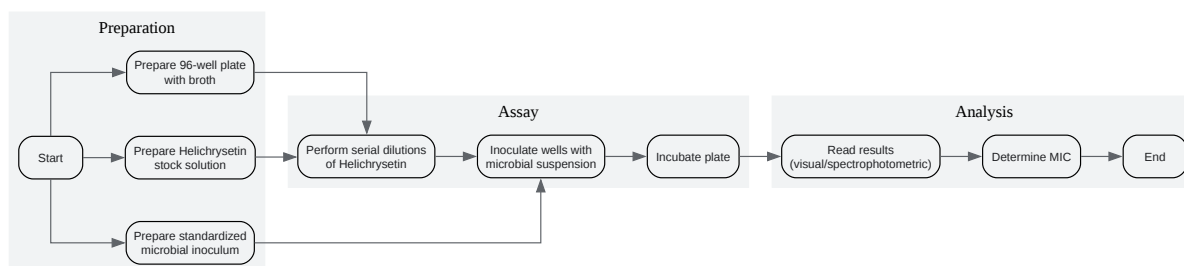 Preparation
Prepare 96-well plate
with broth
Start
Prepare Helichrysetin
stock solution
Prepare standardized
microbial inoculum
Assay
Perform serial dilutions
of Helichrysetin
Inoculate wells with
microbial suspension
Incubate plate
Analysis
Read results
(visual/spectrophotometric)
Determine MIC
End